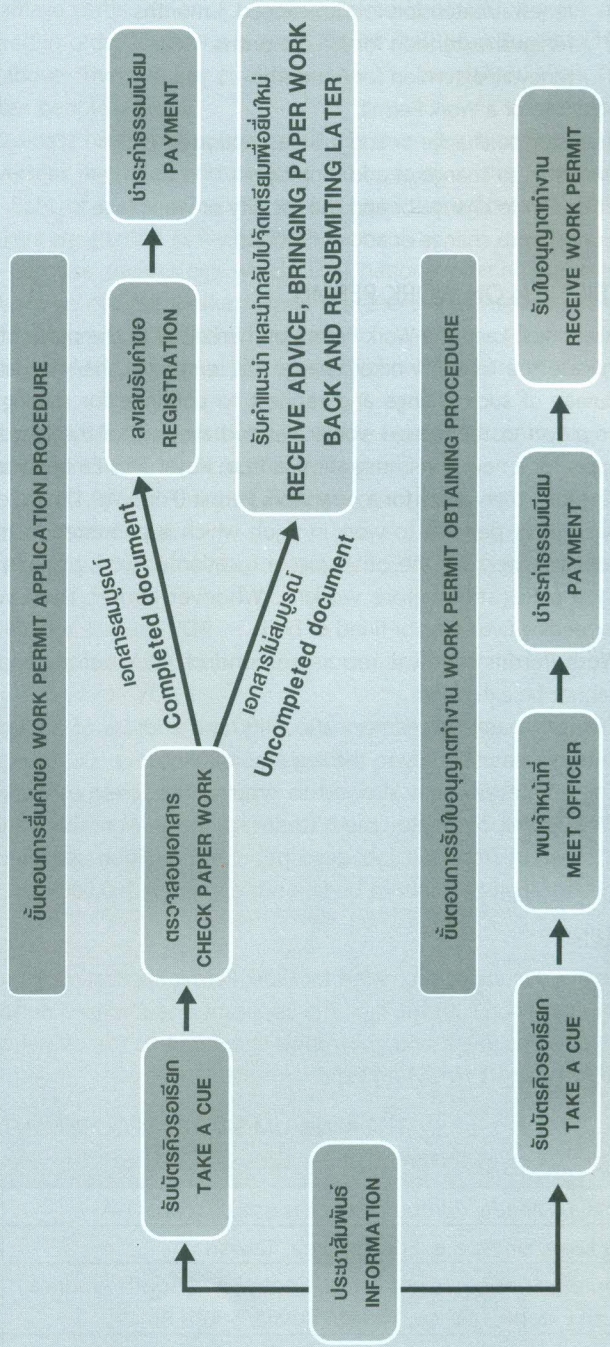 ขั้นตอนการยื่นคำขอ WORK PERMIT APPLICATION PROCEDURE
ประชาสัมพันธ์
INFORMATION
รับบัตรคิวรอเรียก
TAKE A CUE
ตรวจสอบเอกสาร
CHECK PAPER WORK
เอกสารสมบูรณ์
Completed document
ลงเลขรับคำขอ
REGISTRATION
ชำระค่าธรรมเนียม
PAYMENT
เอกสารไม่สมบูรณ์
Uncompleted document
รับคำแนะนำ และนำกลับไปจัดเตรียมเพื่อยื่นใหม่
RECEIVE ADVICE, BRINGING PAPER WORK
BACK AND RESUBMITING LATER
ขั้นตอนการรับใบอนุญาตทำงาน WORK PERMIT OBTAINING PROCEDURE
รับบัตรคิวรอเรียก
TAKE A CUE
พบเจ้าหน้าที่
MEET OFFICER
ชำระค่าธรรมเนียม
PAYMENT
รับใบอนุญาตทำงาน
RECEIVE WORK PERMIT